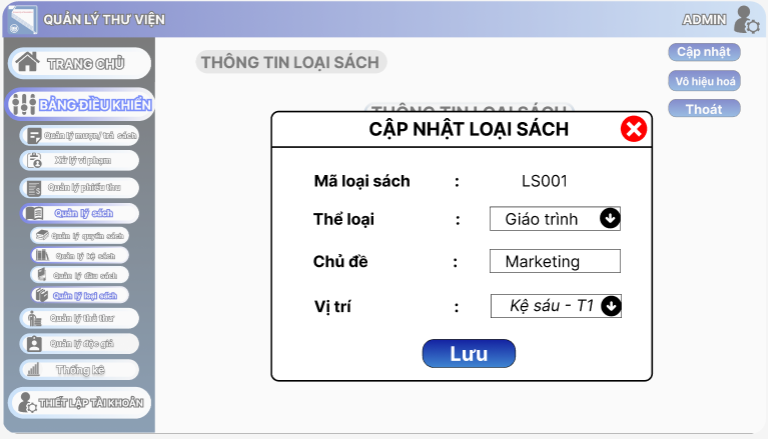 QUẢN LÝ THƯ VIỆN
ADMIN
TRANG CHỦ
BẢNG ĐIỀU KHIỂN
Quản lý mượn/ trả sách
Xử lý vi phạm
Quản lý phiếu thu
Quản lý sách
Quản lý quyển sách
Quản lý kệ sách
Quản lý đầu sách
Quản lý loại sách
Quản lý thủ thư
Quản lý độc giả
Thống kê
THIẾT LẬP TÀI KHOẢN
THÔNG TIN LOẠI SÁCH
Cập nhật
Vô hiệu hoá
Thoát
THÔNG TIN LOẠI SÁCH
CẬP NHẬT LOẠI SÁCH
Mã loại sách : LS001
Thể loại : Giáo trình
Chủ đề : Marketing
Vị trí : Kệ sáu - T1
Lưu